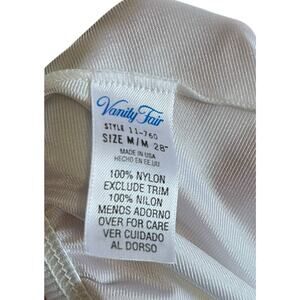 Vanity Fair
STYLE 11-760
SIZE M/M 28"
MADE IN USA
HECHO EN EE.UU
100% NYLON
EXCLUDE TRIM
100% NILON
MENDS ADORNO
OVER FOR CARE
VER CUIDADO
AL DORSO